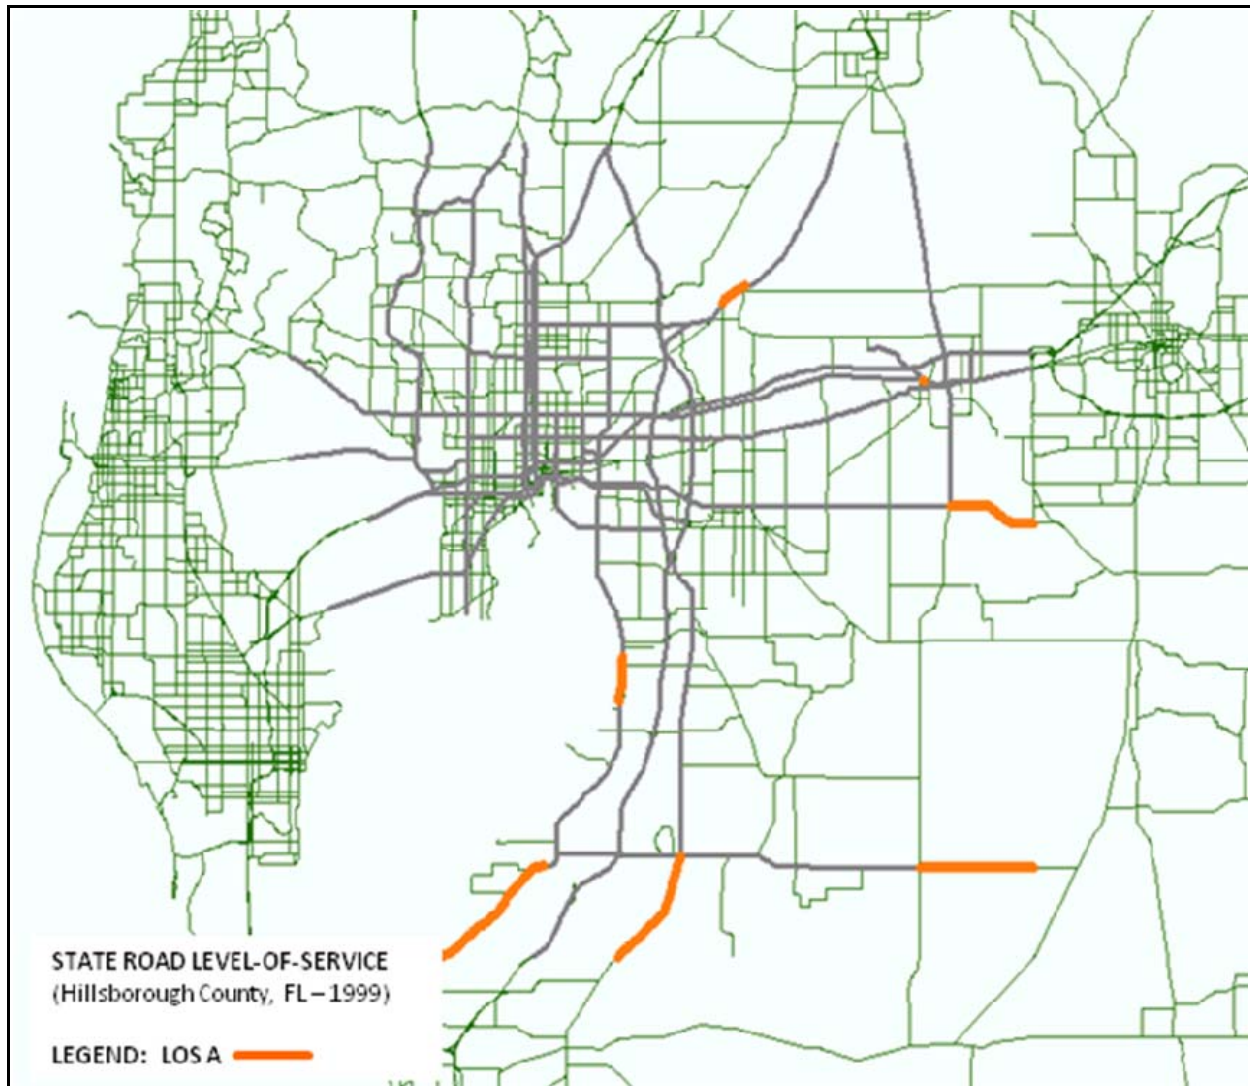 STATE ROAD LEVEL-OF-SERVICE
(Hillsborough County, FL – 1999)
LEGEND: LOS A